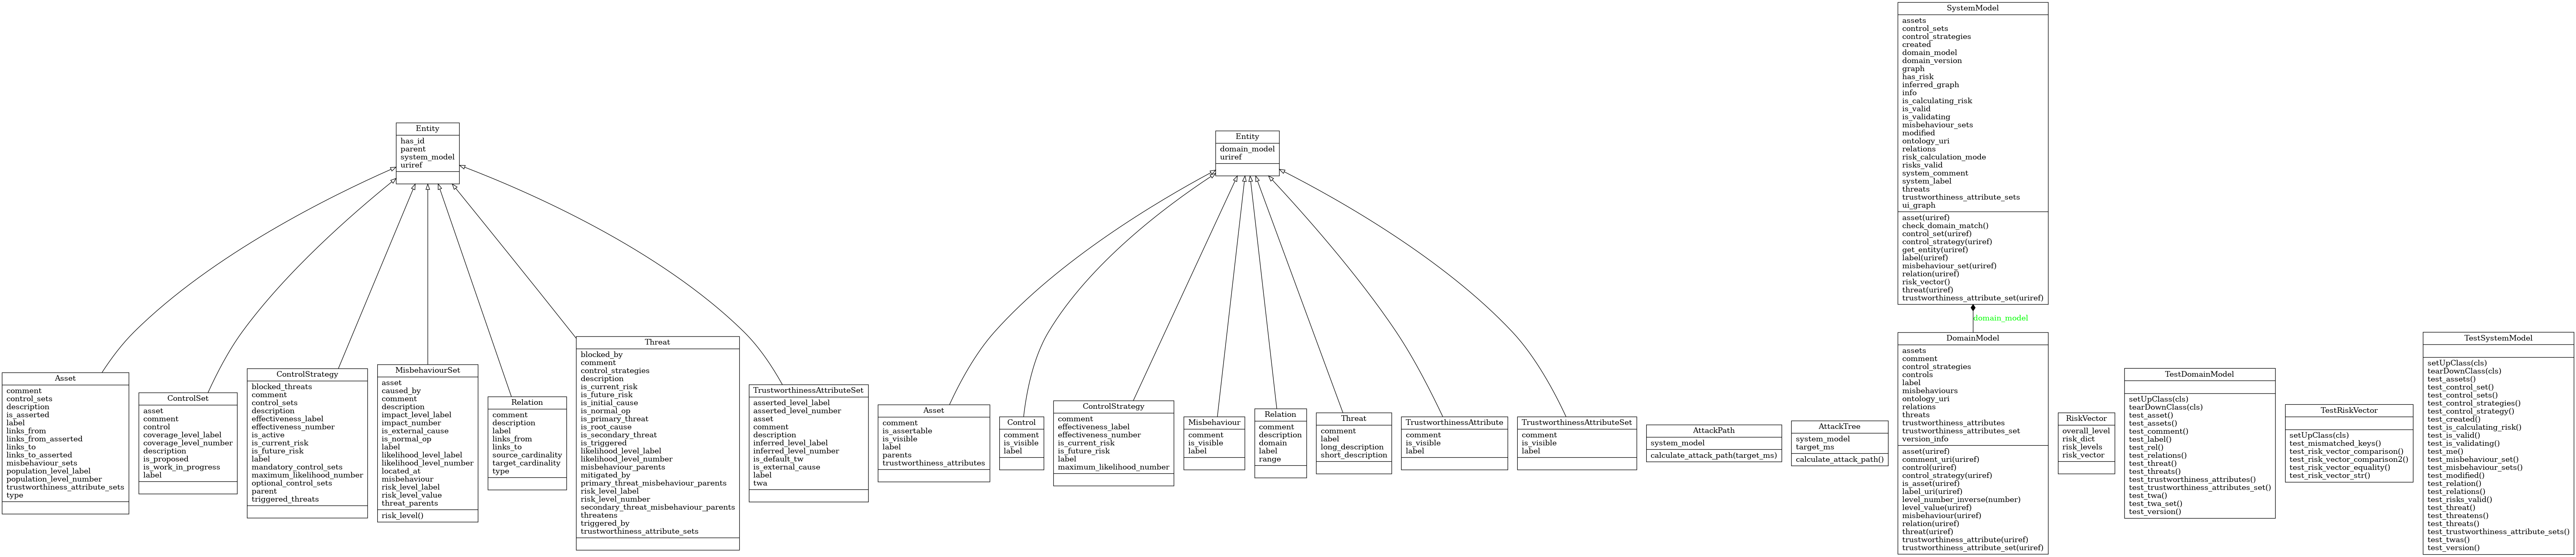 Entity
has_id
parent
system_model
uriref
Asset
comment
control_sets
description
is_asserted
label
links_from
links_from_asserted
links_to
links_to_asserted
misbehaviour_sets
population_level_label
population_level_number
trustworthiness_attribute_sets
type
ControlSet
asset
comment
control
coverage_level_label
coverage_level_number
description
is_proposed
is_work_in_progress
label
ControlStrategy
blocked_threats
comment
control_sets
description
effectiveness_label
effectiveness_number
is_active
is_current_risk
is_future_risk
label
mandatory_control_sets
maximum_likelihood_number
optional_control_sets
parent
triggered_threats
MisbehaviourSet
asset
caused_by
comment
description
impact_level_label
impact_number
is_external_cause
is_normal_op
label
likelihood_level_label
likelihood_level_number
located_at
misbehaviour
risk_level_label
risk_level_value
threat_parents
risk_level()
Relation
comment
description
label
links_from
links_to
source_cardinality
target_cardinality
type
Threat
blocked_by
comment
control_strategies
description
is_current_risk
is_future_risk
is_initial_cause
is_normal_op
is_primary_threat
is_root_cause
is_secondary_threat
is_triggered
label
likelihood_level_label
likelihood_level_number
misbehaviour_parents
mitigated_by
primary_threat_misbehaviour_parents
risk_level_label
risk_level_number
secondary_threat_misbehaviour_parents
threatens
triggered_by
trustworthiness_attribute_sets
TrustworthinessAttributeSet
asserted_level_label
asserted_level_number
asset
comment
description
inferred_level_label
inferred_level_number
is_default_tw
is_external_cause
label
twa
Entity
domain_model
uriref
Asset
comment
is_assertable
is_visible
label
parents
trustworthiness_attributes
Control
comment
is_visible
label
ControlStrategy
comment
effectiveness_label
effectiveness_number
is_current_risk
is_future_risk
label
maximum_likelihood_number
Misbehaviour
comment
is_visible
label
Relation
comment
description
domain
label
range
Threat
comment
label
long_description
short_description
TrustworthinessAttribute
comment
is_visible
label
TrustworthinessAttributeSet
comment
is_visible
label
AttackPath
system_model
calculate_attack_path(target_ms)
AttackTree
system_model
target_ms
calculate_attack_path()
SystemModel
assets
control_sets
control_strategies
created
domain_model
domain_version
graph
has_risk
inferred_graph
info
is_calculating_risk
is_valid
is_validating
misbehaviour_sets
modified
ontology_uri
relations
risk_calculation_mode
risks_valid
system_comment
system_label
threats
trustworthiness_attribute_sets
ui_graph
asset(uriref)
check_domain_match()
control_set(uriref)
control_strategy(uriref)
get_entity(uriref)
label(uriref)
misbehaviour_set(uriref)
relation(uriref)
risk_vector()
threat(uriref)
trustworthiness_attribute_set(uriref)
domain_model
DomainModel
assets
comment
control_strategies
controls
label
misbehaviours
ontology_uri
relations
threats
trustworthiness_attributes
trustworthiness_attributes_set
version_info
asset(uriref)
comment_uri(uriref)
control(uriref)
control_strategy(uriref)
is_asset(uriref)
label_uri(uriref)
level_number_inverse(number)
level_value(uriref)
misbehaviour(uriref)
relation(uriref)
threat(uriref)
trustworthiness_attribute(uriref)
trustworthiness_attribute_set(uriref)
RiskVector
overall_level
risk_dict
risk_levels
risk_vector
TestDomainModel
setUpClass(cls)
tearDownClass(cls)
test_asset()
test_assets()
test_comment()
test_label()
test_rel()
test_relations()
test_threat()
test_threats()
test_trustworthiness_attributes()
test_trustworthiness_attributes_set()
test_twa()
test_twa_set()
test_version()
TestRiskVector
setUpClass(cls)
test_mismatched_keys()
test_risk_vector_comparison()
test_risk_vector_comparison2()
test_risk_vector_equality()
test_risk_vector_str()
TestSystemModel
setUpClass(cls)
tearDownClass(cls)
test_assets()
test_control_set()
test_control_sets()
test_control_strategies()
test_control_strategy()
test_created()
test_is_calculating_risk()
test_is_valid()
test_is_validating()
test_me()
test_misbehaviour_set()
test_misbehaviour_sets()
test_modified()
test_relation()
test_relations()
test_risks_valid()
test_threat()
test_threatens()
test_threats()
test_trustworthiness_attribute_sets()
test_twas()
test_version()